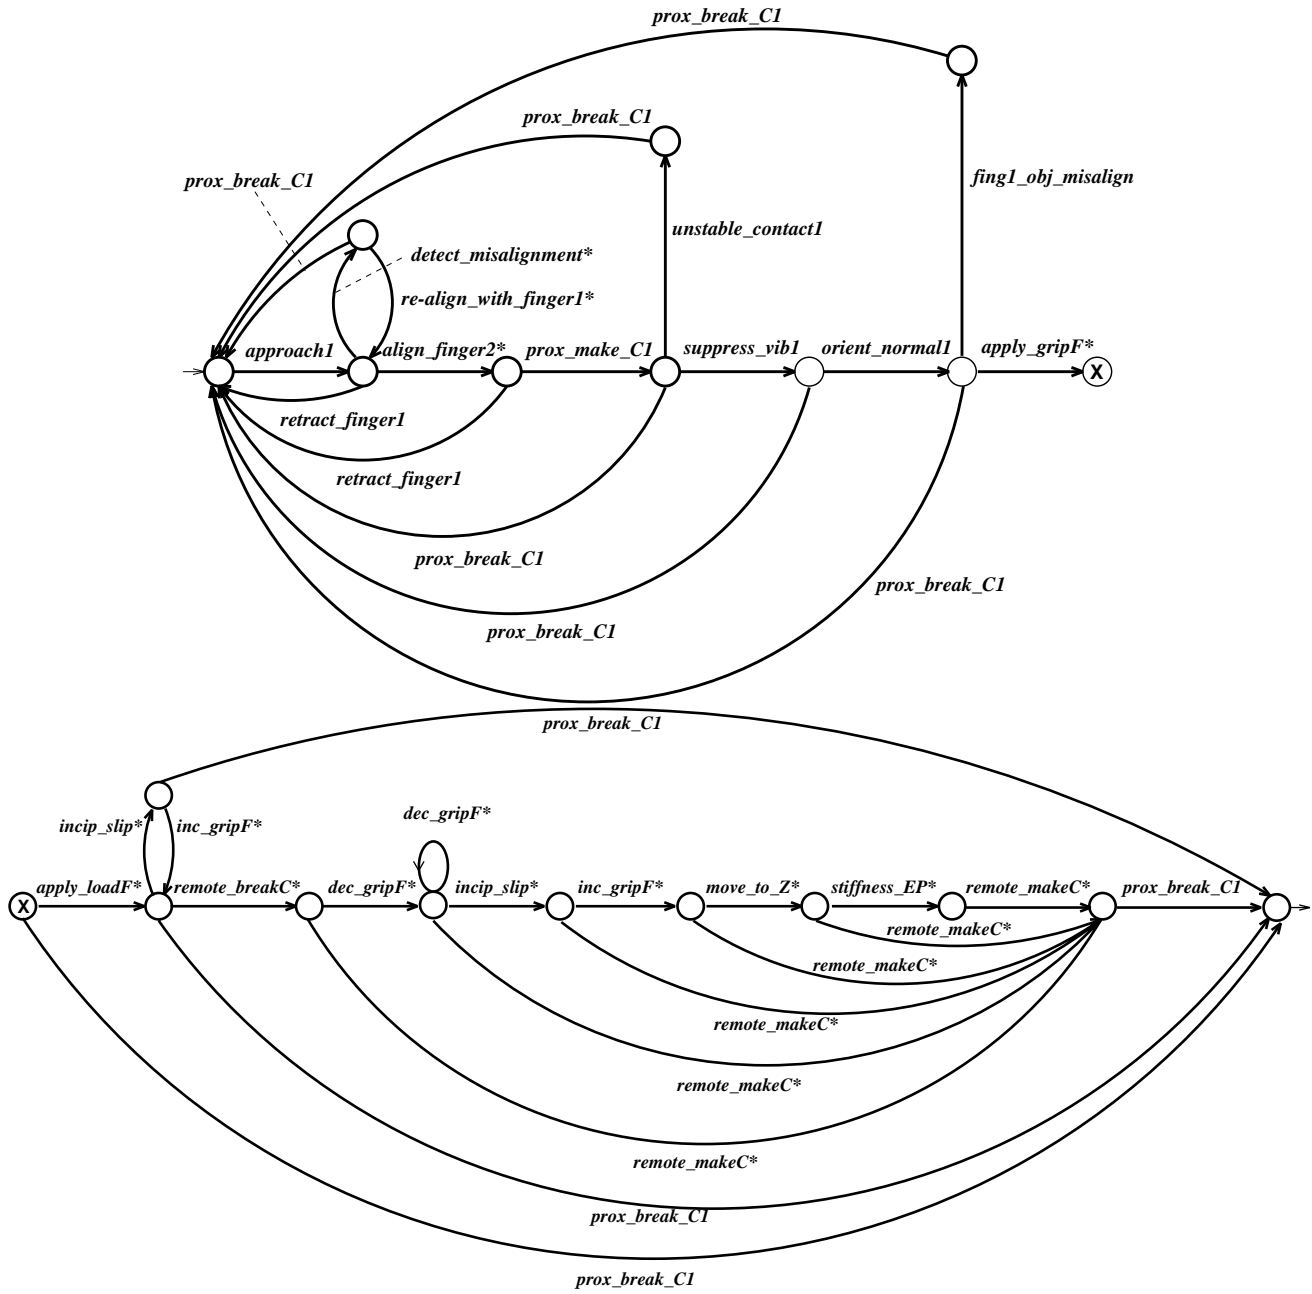 prox_break_C1
prox_break_C1
prox_break_C1
fing1_obj_misalign
unstable_contact1
detect_misalignment*
re-align_with_finger1*
approach1
align_finger2*
prox_make_C1
suppress_vib1
orient_normal1
apply_gripF*
X
retract_finger1
retract_finger1
prox_break_C1
prox_break_C1
prox_break_C1
prox_break_C1
dec_gripF*
incip_slip*
inc_gripF*
apply_loadF*
remote_breakC*
dec_gripF*
incip_slip*
inc_gripF*
move_to_Z*
stiffness_EP*
remote_makeC*
prox_break_C1
X
remote_makeC*
remote_makeC*
remote_makeC*
remote_makeC*
remote_makeC*
prox_break_C1
prox_break_C1